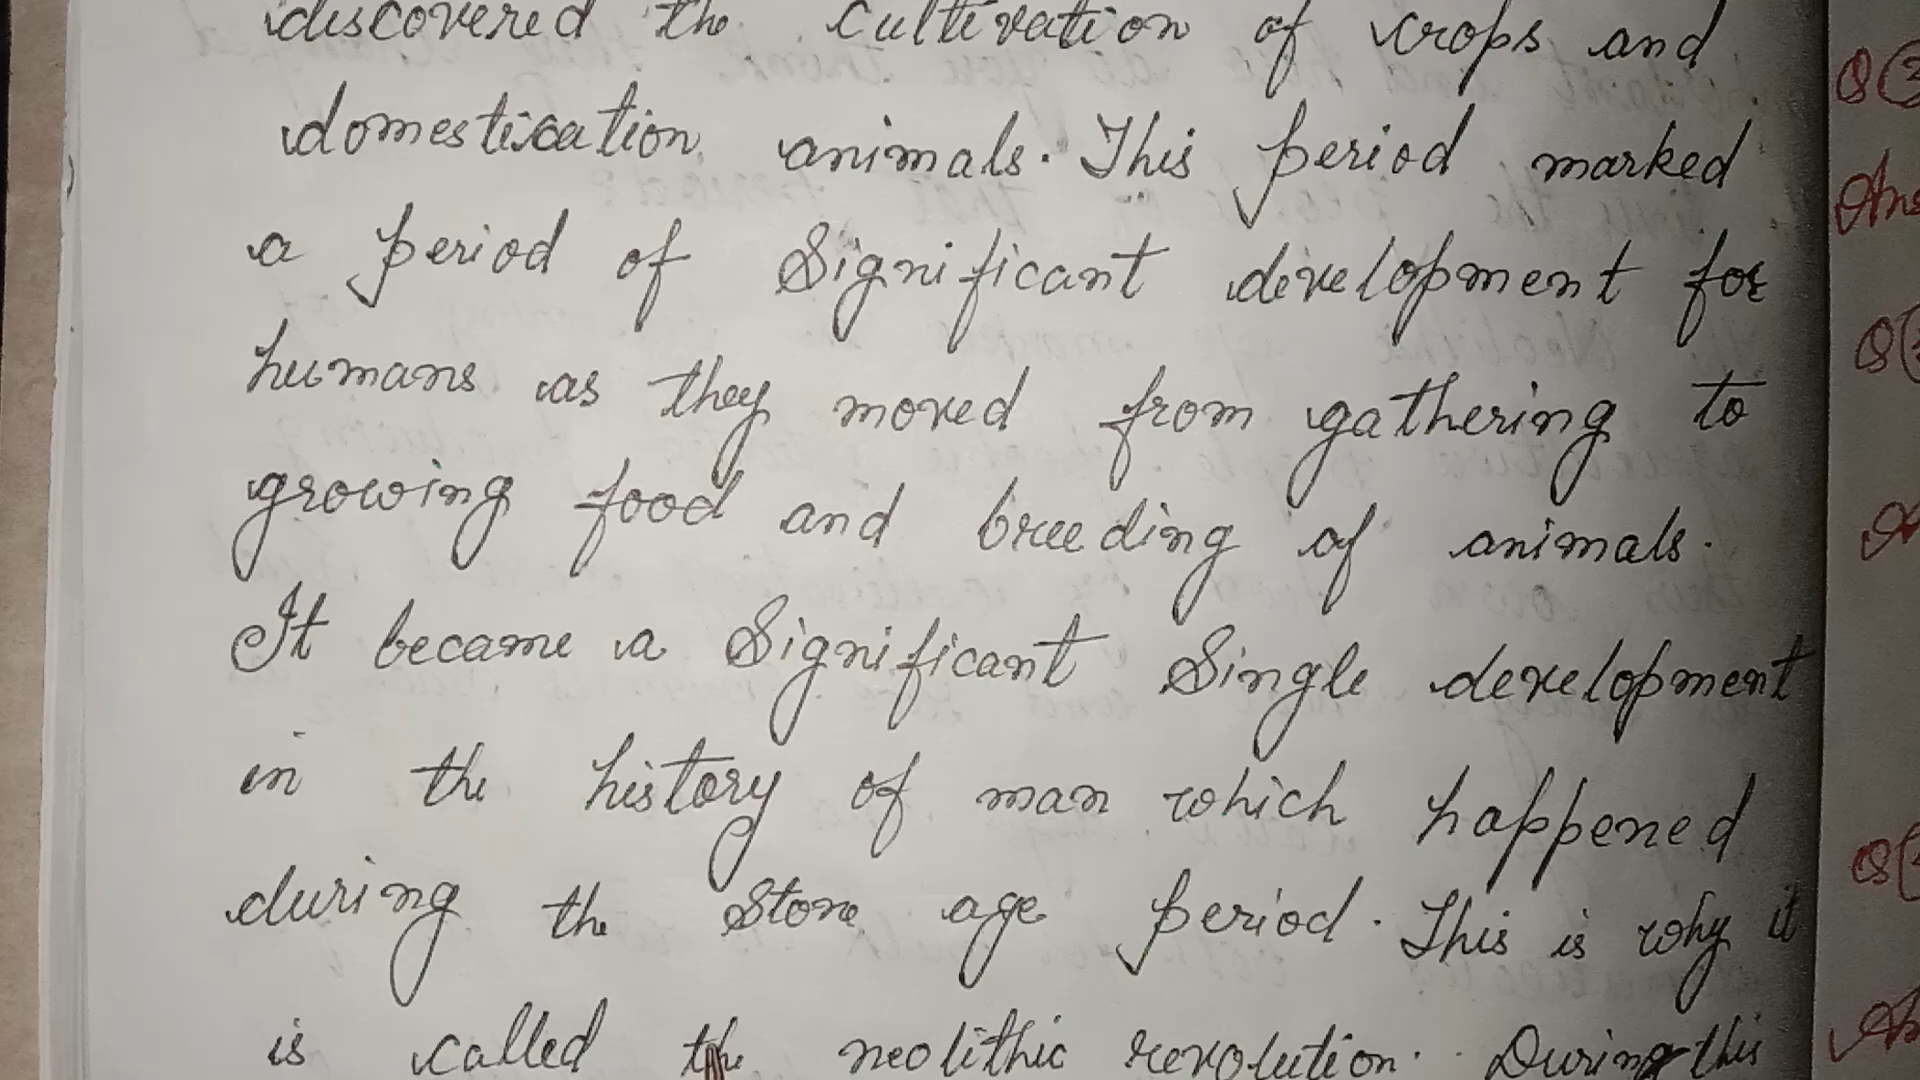 discovered the cultivation of crops and
domestication animals. This period marked
a period of Significant development for
humans as they moved from gathering to
growing food and breeding of animals.
It became a Significant Single development
in the history of man which happened
during the Stone age period. This is why it
is called the neolithic revolution. During this
Q 2
Ans
Q
A
Q
An